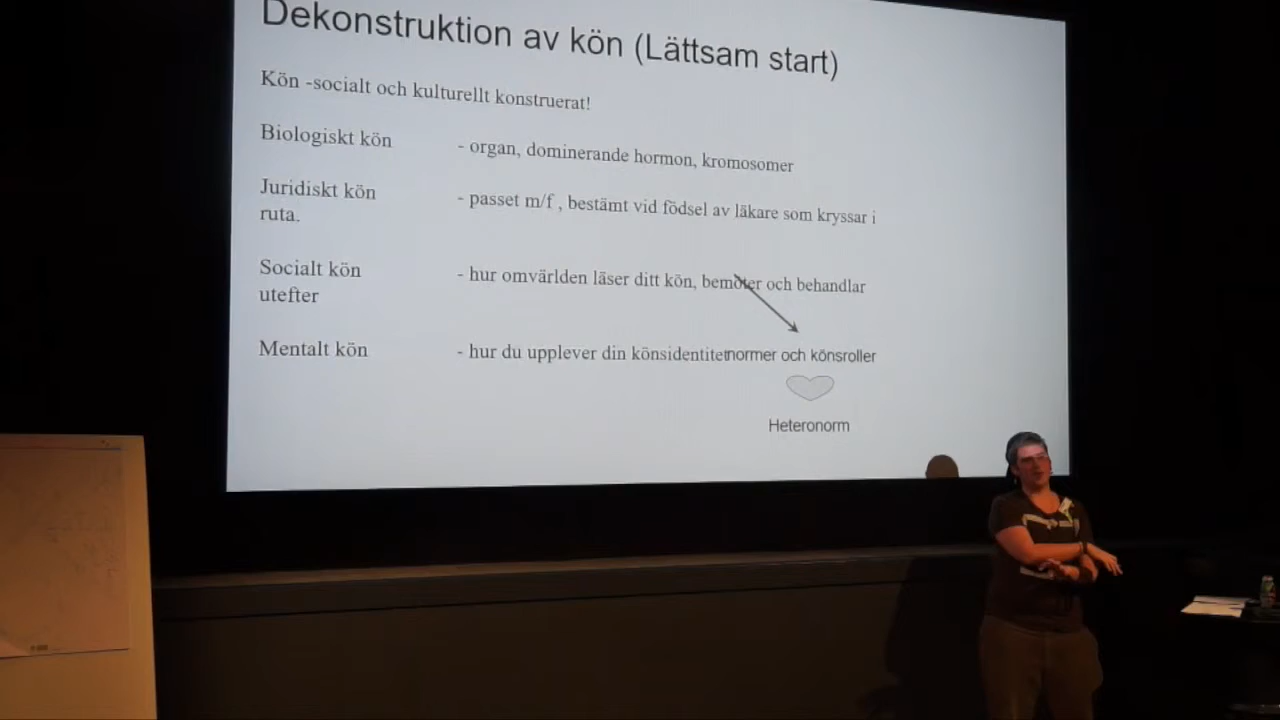 Dekonstruktion av kön (Lättsam start)
Kön -socialt och kulturellt konstruerat!
Biologiskt kön - organ, dominerande hormon, kromosomer
Juridiskt kön - passet m/f , bestämt vid födsel av läkare som kryssar i
ruta.
Socialt kön - hur omvärlden läser ditt kön, bemöter och behandlar
utefter
Mentalt kön - hur du upplever din könsidentitet normer och könsroller
Heteronorm